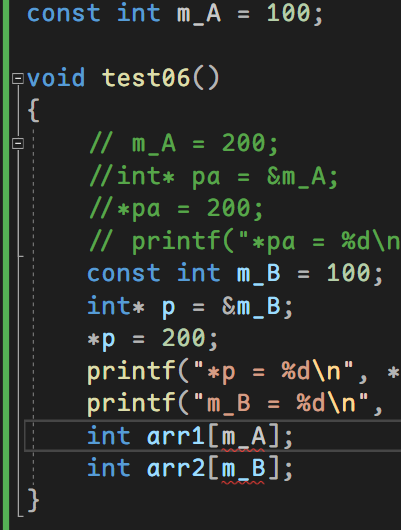 const int m_A = 100;
void test06()
{
// m_A = 200;
//int* pa = &m_A;
//*pa = 200;
// printf("*pa = %d\n
const int m_B = 100;
int* p = &m_B;
*p = 200;
printf("*p = %d\n", *
printf("m_B = %d\n",
int arr1[m_A];
int arr2[m_B];
}